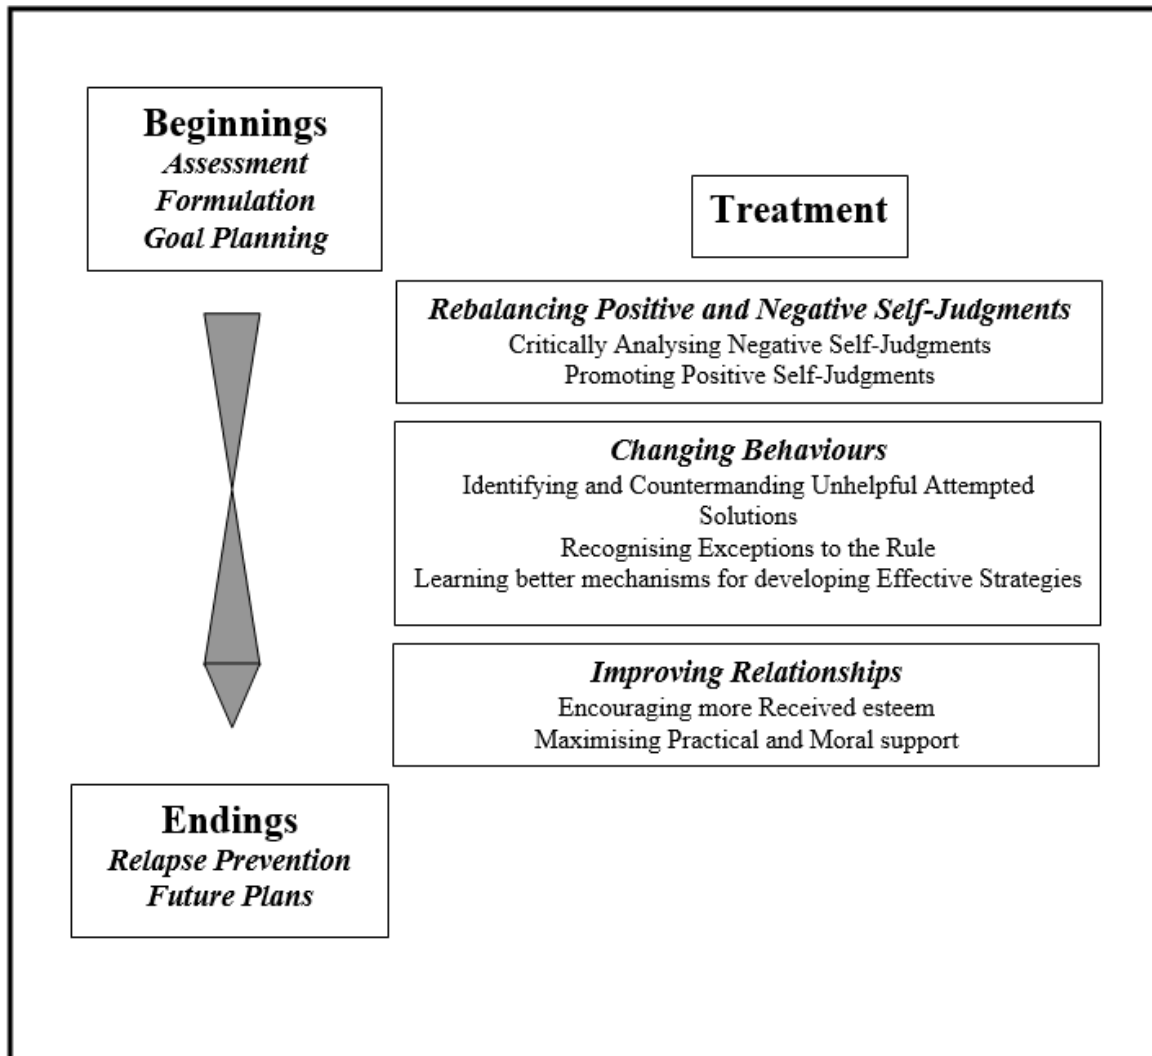 Beginnings
Assessment
Formulation
Goal Planning
Treatment
Rebalancing Positive and Negative Self-Judgments
Critically Analysing Negative Self-Judgments
Promoting Positive Self-Judgments
Changing Behaviours
Identifying and Countermanding Unhelpful Attempted
Solutions
Recognising Exceptions to the Rule
Learning better mechanisms for developing Effective Strategies
Improving Relationships
Encouraging more Received esteem
Maximising Practical and Moral support
Endings
Relapse Prevention
Future Plans